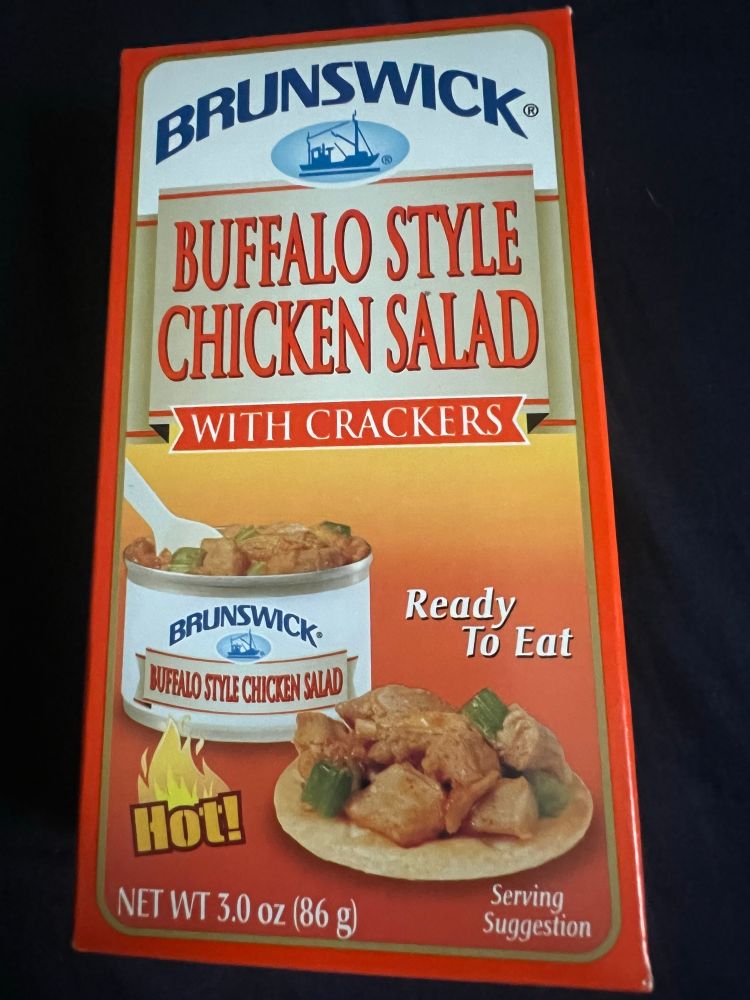 BRUNSWICK®
®
BUFFALO STYLE
CHICKEN SALAD
WITH CRACKERS
BRUNSWICK®
BUFFALO STYLE CHICKEN SALAD
Ready
To Eat
Hot!
NET WT 3.0 oz (86 g)
Serving
Suggestion